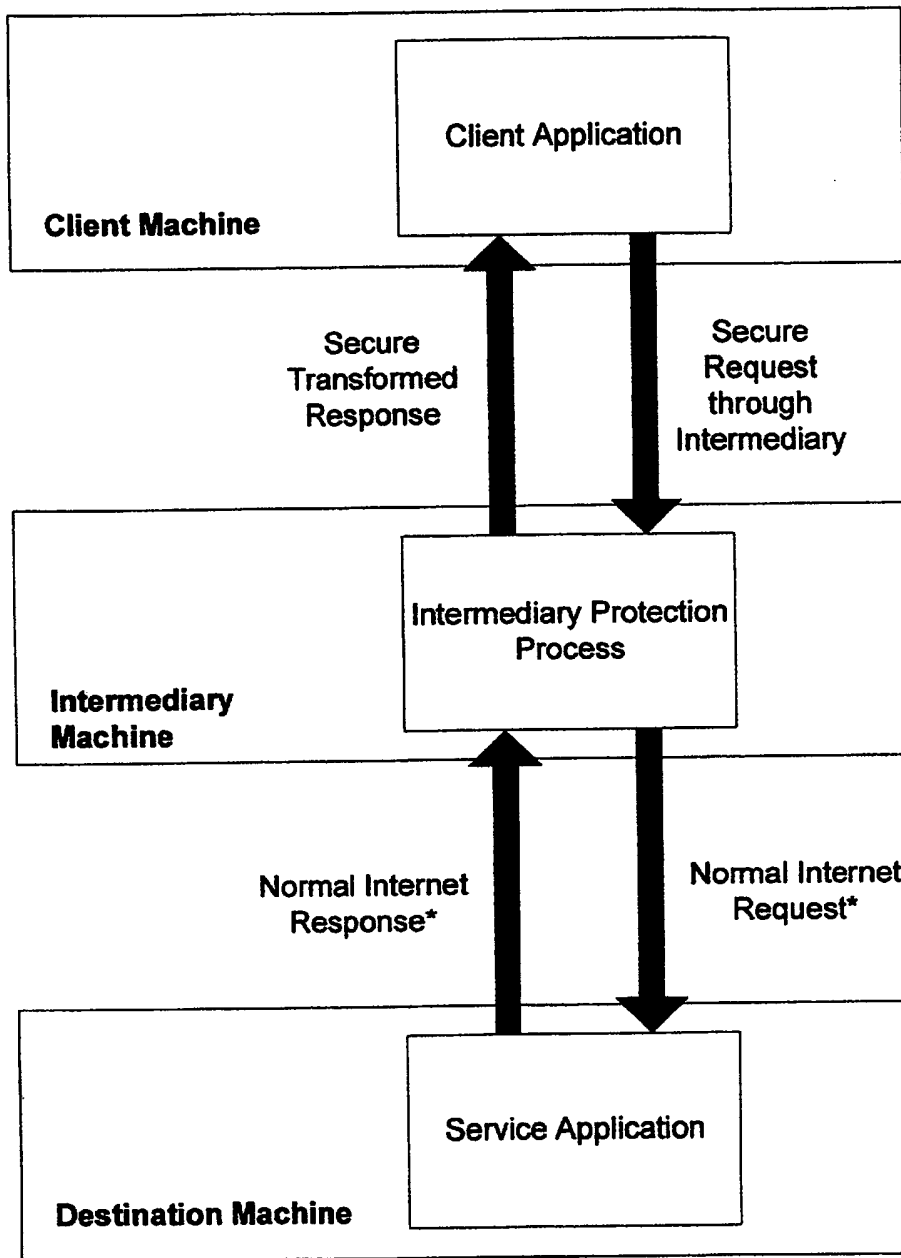 Client Application
Client Machine
Secure
Transformed
Response
Secure
Request
through
Intermediary
Intermediary Protection
Process
Intermediary
Machine
Normal Internet
Response*
Normal Internet
Request*
Service Application
Destination Machine